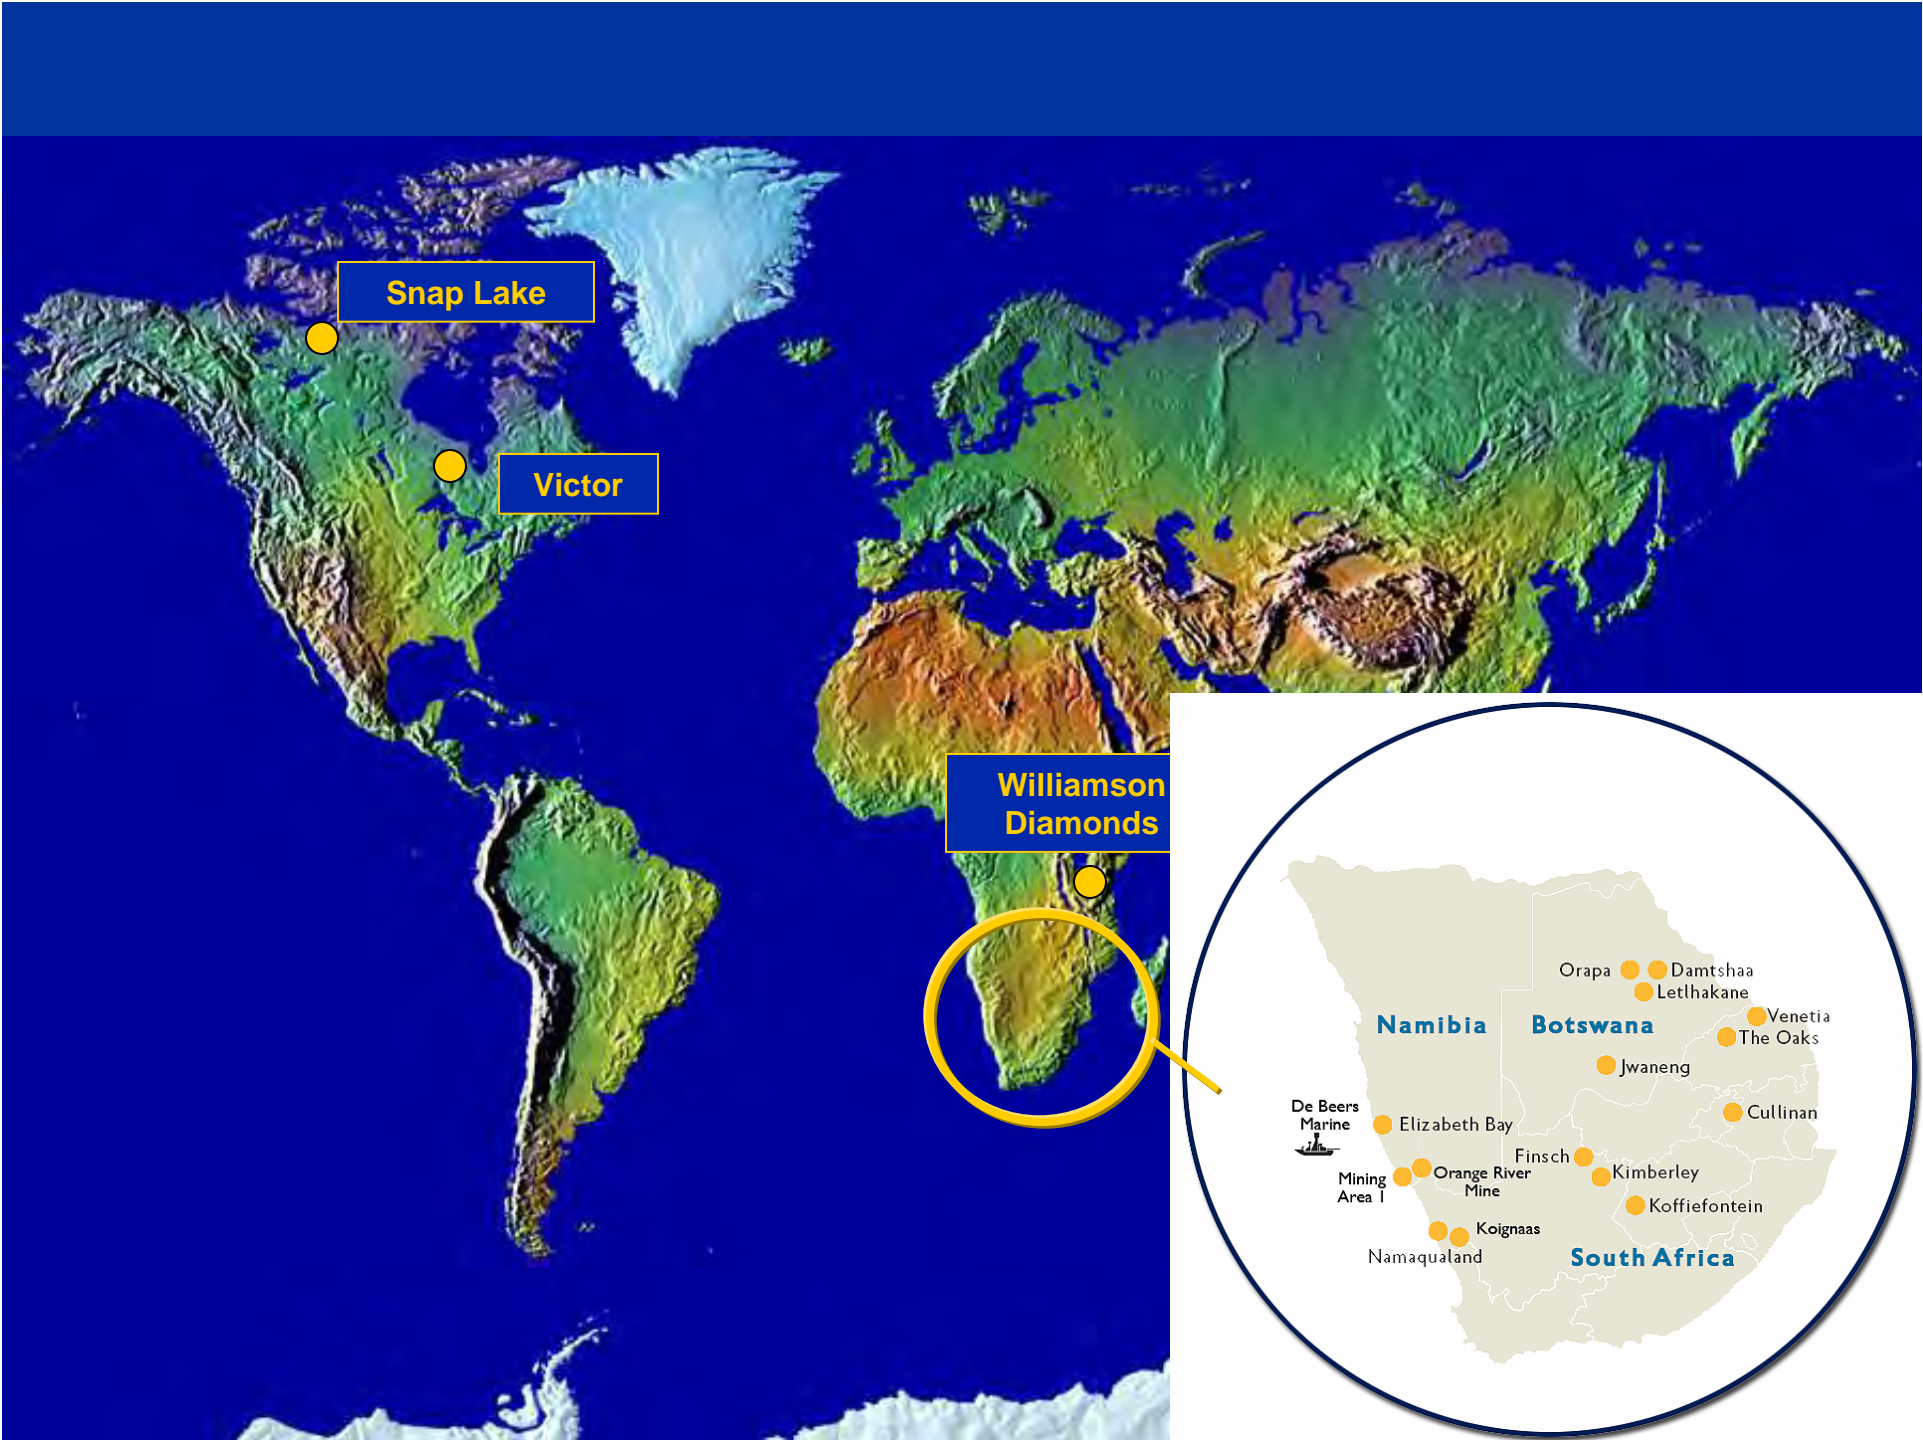 Snap Lake
Victor
Williamson
Diamonds
Orapa
Damtshaa
Letlhakane
Namibia
Botswana
Venetia
The Oaks
Jwaneng
De Beers
Marine
Elizabeth Bay
Cullinan
Finsch
Kimberley
Mining
Area 1
Orange River
Mine
Koffiefontein
Koignaas
Namaqualand
South Africa